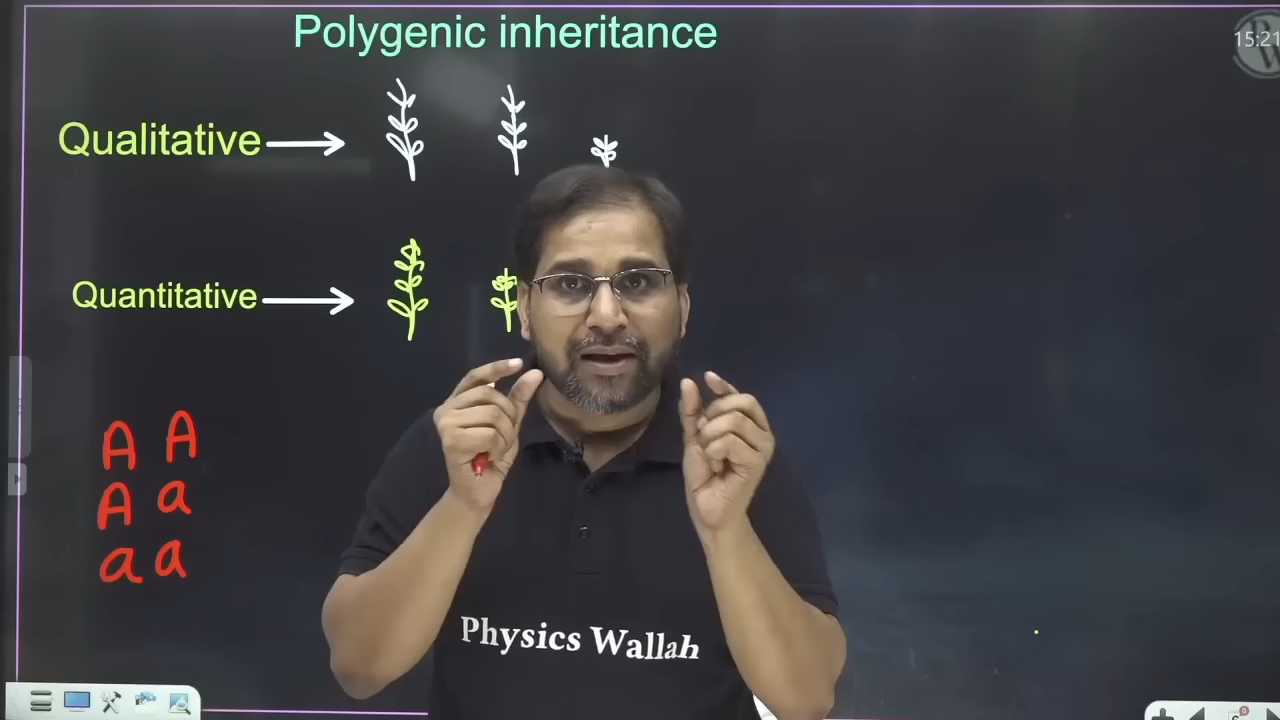 Polygenic inheritance
15:21
Qualitative
Quantitative
A A
A a
a a
Physics Wallah